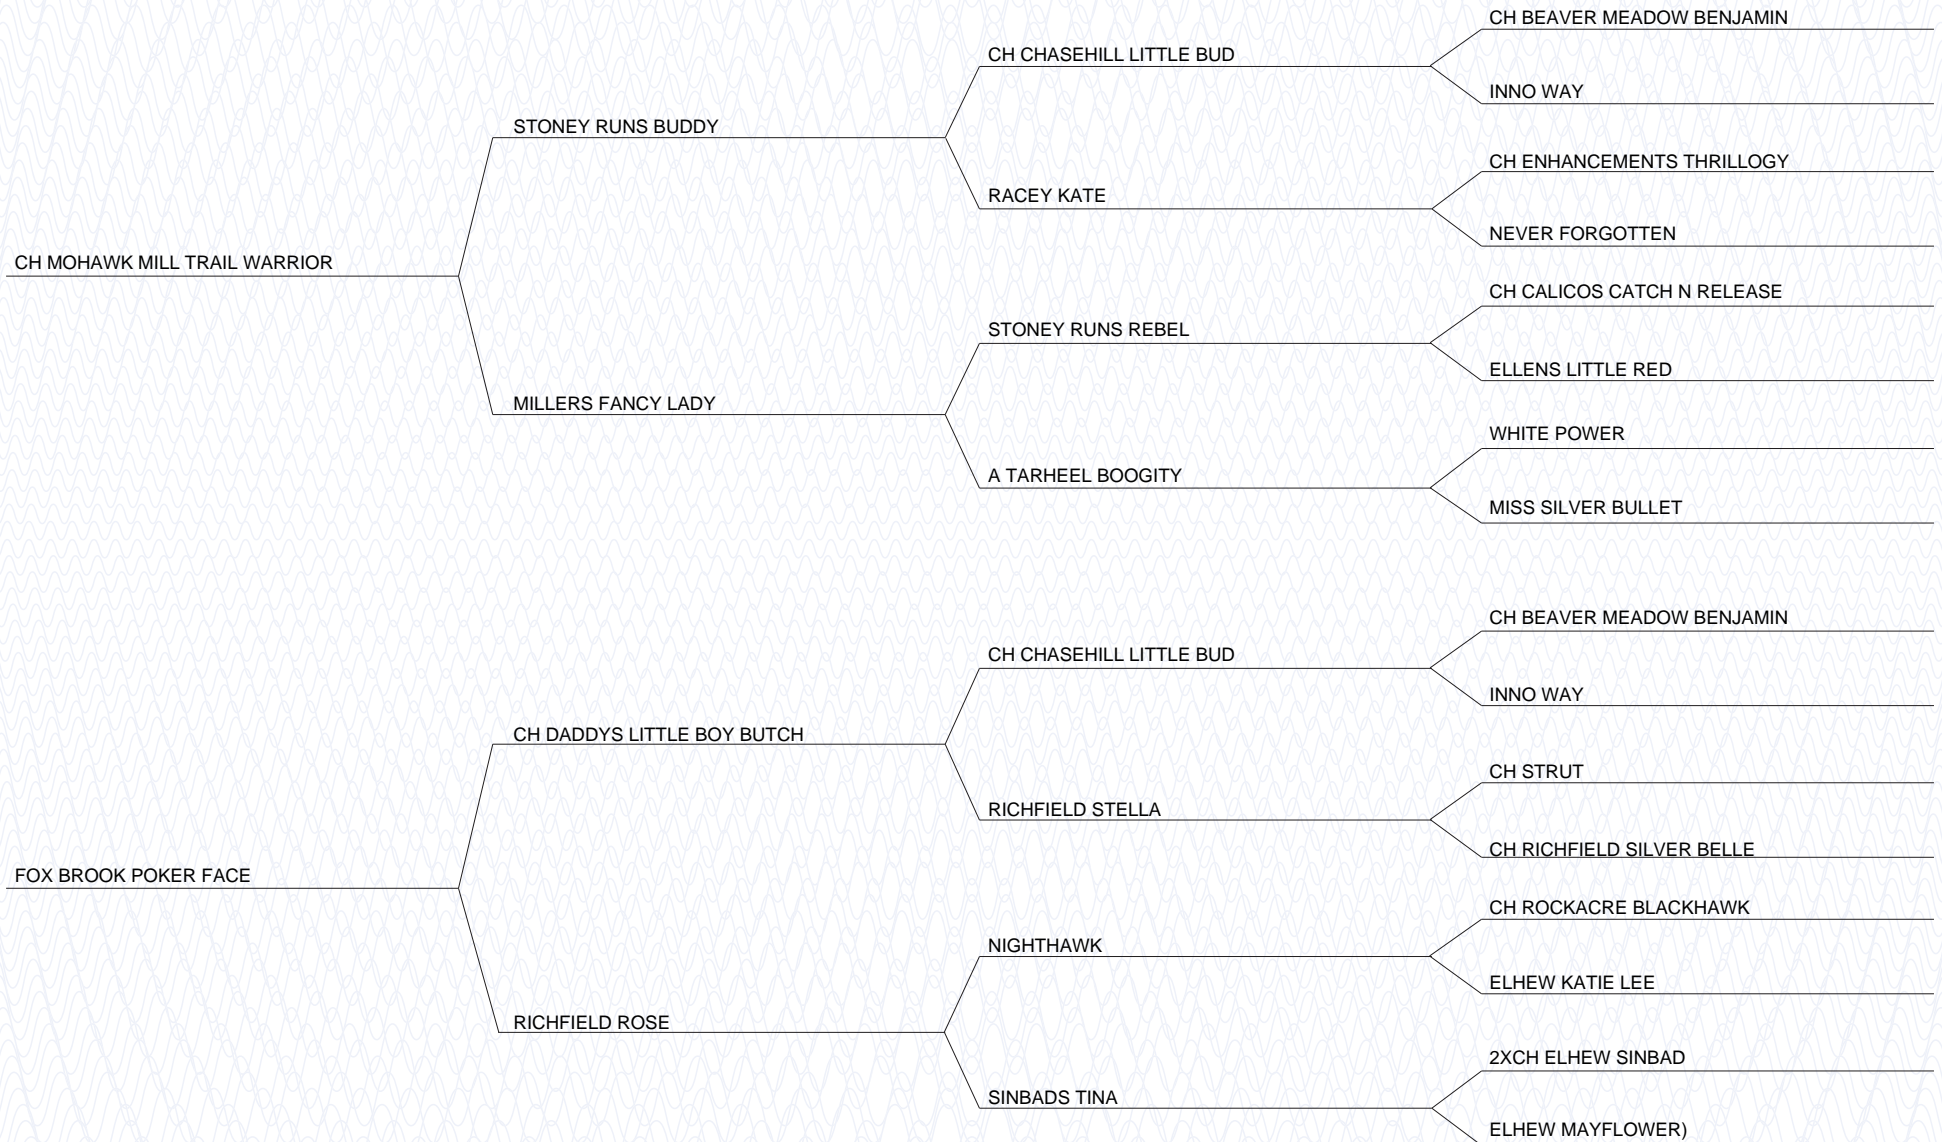 CH BEAVER MEADOW BENJAMIN
CH CHASEHILL LITTLE BUD
INNO WAY
STONEY RUNS BUDDY
CH ENHANCEMENTS THRILLOGY
RACEY KATE
NEVER FORGOTTEN
CH MOHAWK MILL TRAIL WARRIOR
CH CALICOS CATCH N RELEASE
STONEY RUNS REBEL
ELLENS LITTLE RED
MILLERS FANCY LADY
WHITE POWER
A TARHEEL BOOGITY
MISS SILVER BULLET
CH BEAVER MEADOW BENJAMIN
CH CHASEHILL LITTLE BUD
INNO WAY
CH DADDYS LITTLE BOY BUTCH
CH STRUT
RICHFIELD STELLA
CH RICHFIELD SILVER BELLE
FOX BROOK POKER FACE
CH ROCKACRE BLACKHAWK
NIGHTHAWK
ELHEW KATIE LEE
RICHFIELD ROSE
2XCH ELHEW SINBAD
SINBADS TINA
ELHEW MAYFLOWER)